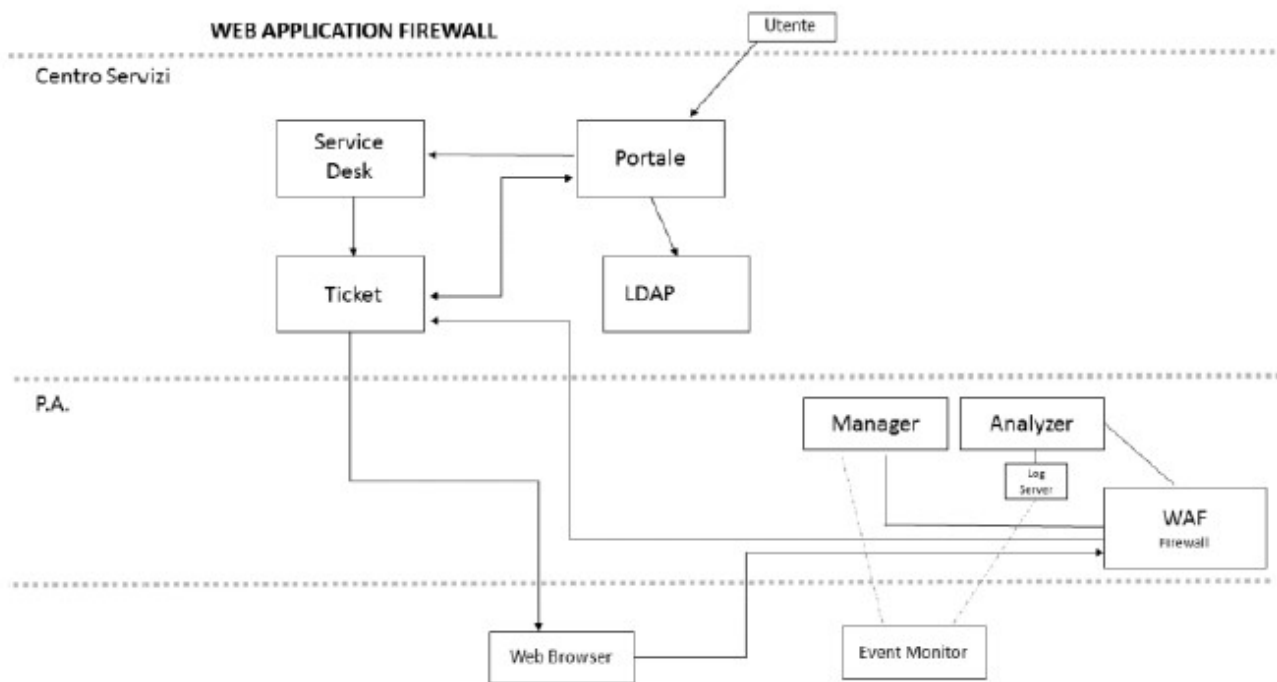 WEB APPLICATION FIREWALL
Utente
Centro Servizi
Service
Desk
Portale
Ticket
LDAP
P.A.
Manager
Analyzer
Log
Server
WAF
Firewall
Web Browser
Event Monitor